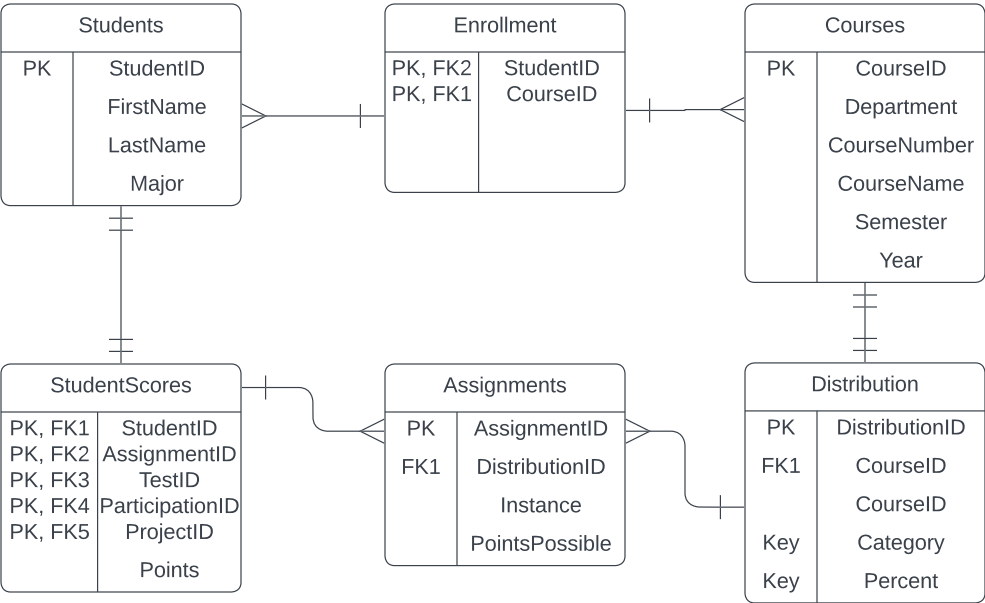 Students
PK StudentID
FirstName
LastName
Major
Enrollment
PK, FK2 StudentID
PK, FK1 CourseID
Courses
PK CourseID
Department
CourseNumber
CourseName
Semester
Year
StudentScores
PK, FK1 StudentID
PK, FK2 AssignmentID
PK, FK3 TestID
PK, FK4 ParticipationID
PK, FK5 ProjectID
Points
Assignments
PK AssignmentID
FK1 DistributionID
Instance
PointsPossible
Distribution
PK DistributionID
FK1 CourseID
CourseID
Key Category
Key Percent